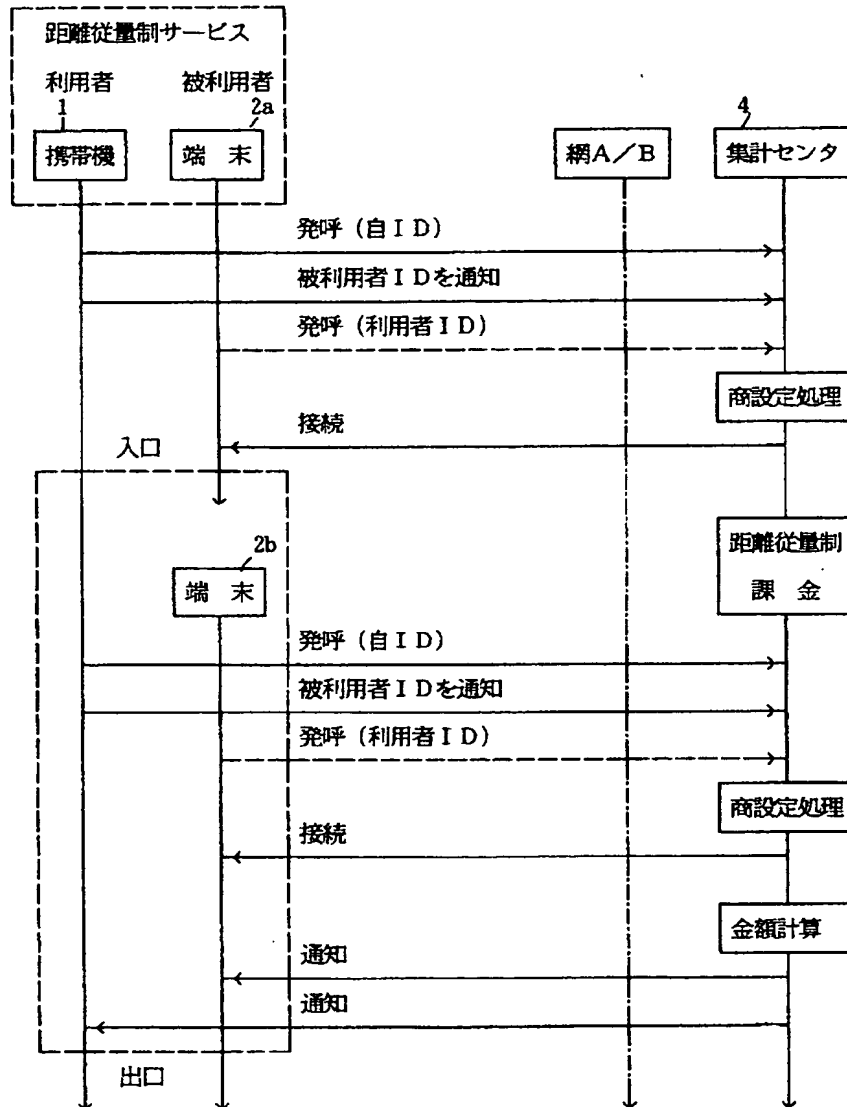 距離従量制サービス
利用者
被利用者
1
2a
4
携帯機
端 末
網A/B
集計センタ
発呼(自ID)
被利用者IDを通知
発呼(利用者ID)
商設定処理
接続
入口
距離従量制
課 金
2b
端 末
発呼(自ID)
被利用者IDを通知
発呼(利用者ID)
商設定処理
接続
金額計算
通知
通知
出口